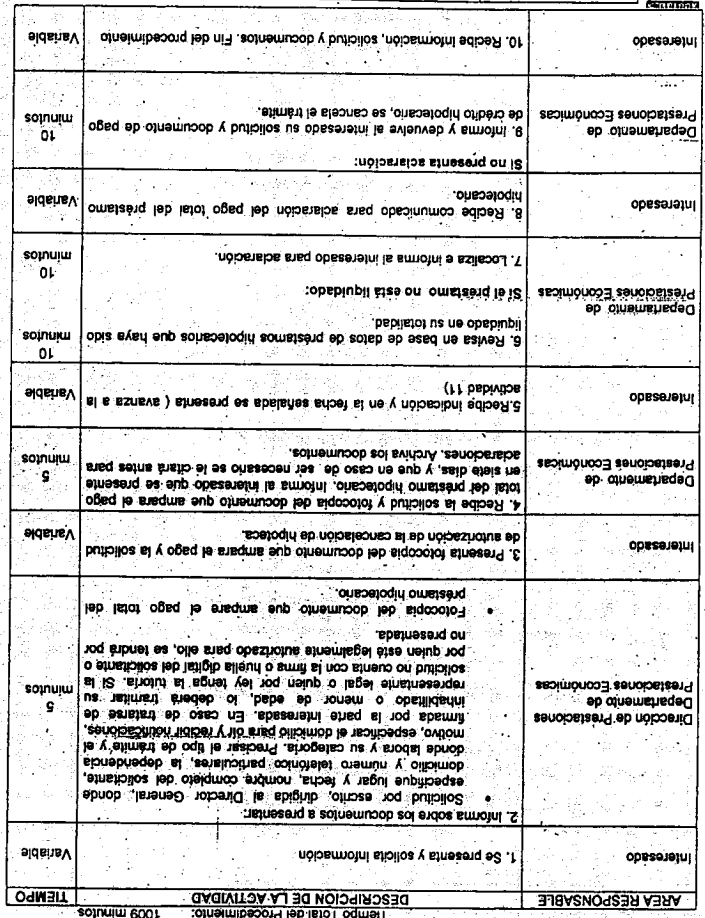 Tiempo Total del Procedimiento: 1009 minutos
AREA RESPONSABLE DESCRIPCION DE LA ACTIVIDAD TIEMPO
Interesado 1. Se presenta y solicita información Variable
Dirección de Prestaciones
Departamento de
Prestaciones Económicas
2. Informa sobre los documentos a presentar:
• Solicitud por escrito, dirigida al Director General, donde
especifique lugar y fecha, nombre completo del solicitante,
domicilio y número telefónico particulares, la dependencia
donde labora y su categoría. Precisar el tipo de trámite y el
motivo, especificar el domicilio para oír y recibir notificaciones,
firmada por la parte interesada. En caso de tratarse de
inhabilitado o menor de edad, lo deberá tramitar su
representante legal o quien por ley tenga la tutoría. Si la
solicitud no cuenta con la firma o huella digital del solicitante o
por quien está legalmente autorizado para ello, se tendrá por
no presentada.
• Fotocopia del documento que ampare el pago total del
préstamo hipotecario.
5
minutos
Interesado
3. Presenta fotocopia del documento que ampara el pago y la solicitud
de autorización de la cancelación de hipoteca.
Variable
Departamento de
Prestaciones Económicas
4. Recibe la solicitud y fotocopia del documento que ampara el pago
total del préstamo hipotecario. Informa al interesado que se presente
en siete días, y que en caso de ser necesario se le citará antes para
aclaraciones. Archiva los documentos.
5
minutos
Interesado
5.Recibe indicación y en la fecha señalada se presenta ( avanza a la
actividad 11)
Variable
Departamento de
Prestaciones Económicas
6. Revisa en base de datos de préstamos hipotecarios que haya sido
liquidado en su totalidad.
10
minutos
Si el préstamo no está liquidado:
7. Localiza e informa al interesado para aclaración.
10
minutos
Interesado
8. Recibe comunicado para aclaración del pago total del préstamo
hipotecario.
Variable
Si no presenta aclaración:
Departamento de
Prestaciones Económicas
9. Informa y devuelve al interesado su solicitud y documento de pago
de crédito hipotecario, se cancela el trámite.
10
minutos
Interesado 10. Recibe información, solicitud y documentos. Fin del procedimiento Variable